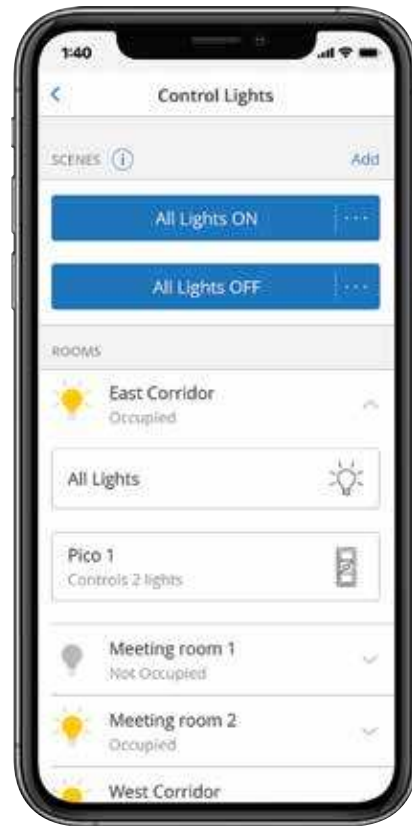 1:40
Control Lights
SCENES
Add
All Lights ON
All Lights OFF
ROOMS
East Corridor
Occupied
All Lights
Pico 1
Controls 2 lights
Meeting room 1
Not Occupied
Meeting room 2
Occupied
West Corridor